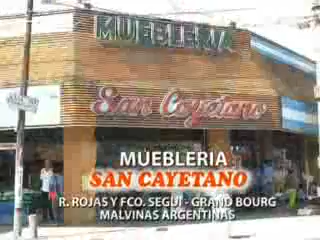 MUEBLERIA
San Cayetano
MUEBLERIA
SAN CAYETANO
R. ROJAS Y FCO. SEGUI - GRAND BOURG
MALVINAS ARGENTINAS